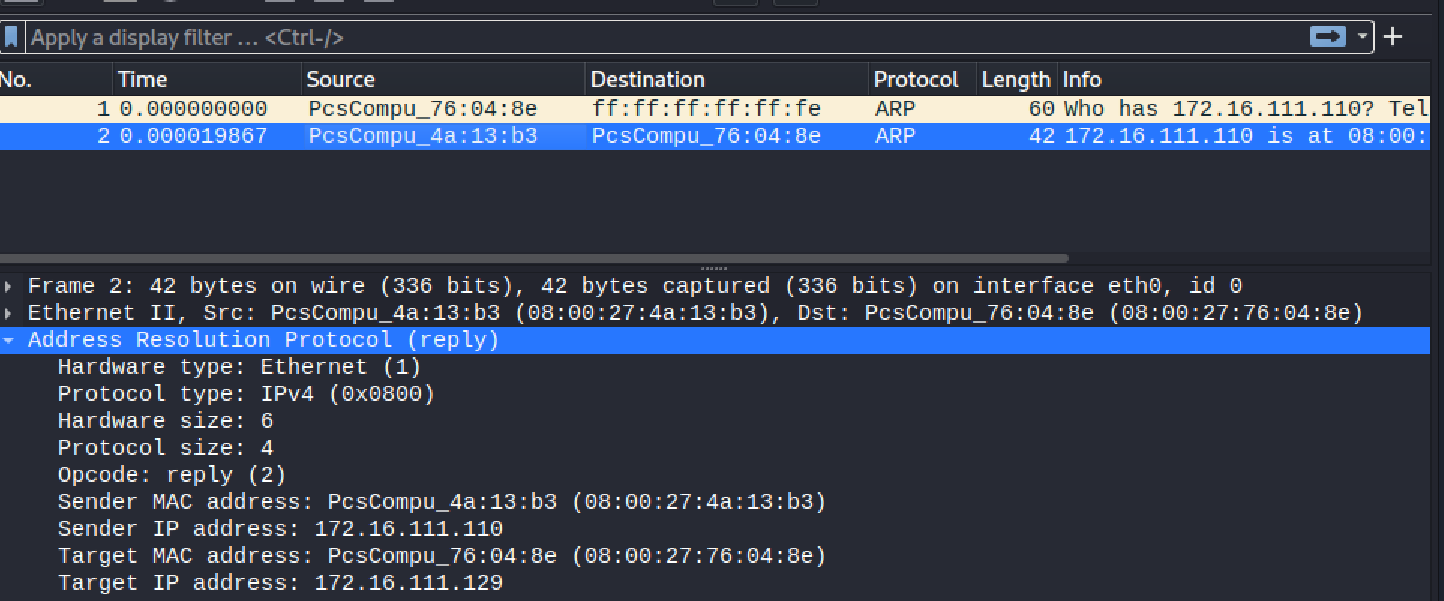 Apply a display filter ... <Ctrl-/>
No. Time Source Destination Protocol Length Info
1 0.000000000 PcsCompu_76:04:8e ff:ff:ff:ff:ff:fe ARP 60 Who has 172.16.111.110? Tel
2 0.000019867 PcsCompu_4a:13:b3 PcsCompu_76:04:8e ARP 42 172.16.111.110 is at 08:00:
Frame 2: 42 bytes on wire (336 bits), 42 bytes captured (336 bits) on interface eth0, id 0
Ethernet II, Src: PcsCompu_4a:13:b3 (08:00:27:4a:13:b3), Dst: PcsCompu_76:04:8e (08:00:27:76:04:8e)
Address Resolution Protocol (reply)
Hardware type: Ethernet (1)
Protocol type: IPv4 (0x0800)
Hardware size: 6
Protocol size: 4
Opcode: reply (2)
Sender MAC address: PcsCompu_4a:13:b3 (08:00:27:4a:13:b3)
Sender IP address: 172.16.111.110
Target MAC address: PcsCompu_76:04:8e (08:00:27:76:04:8e)
Target IP address: 172.16.111.129